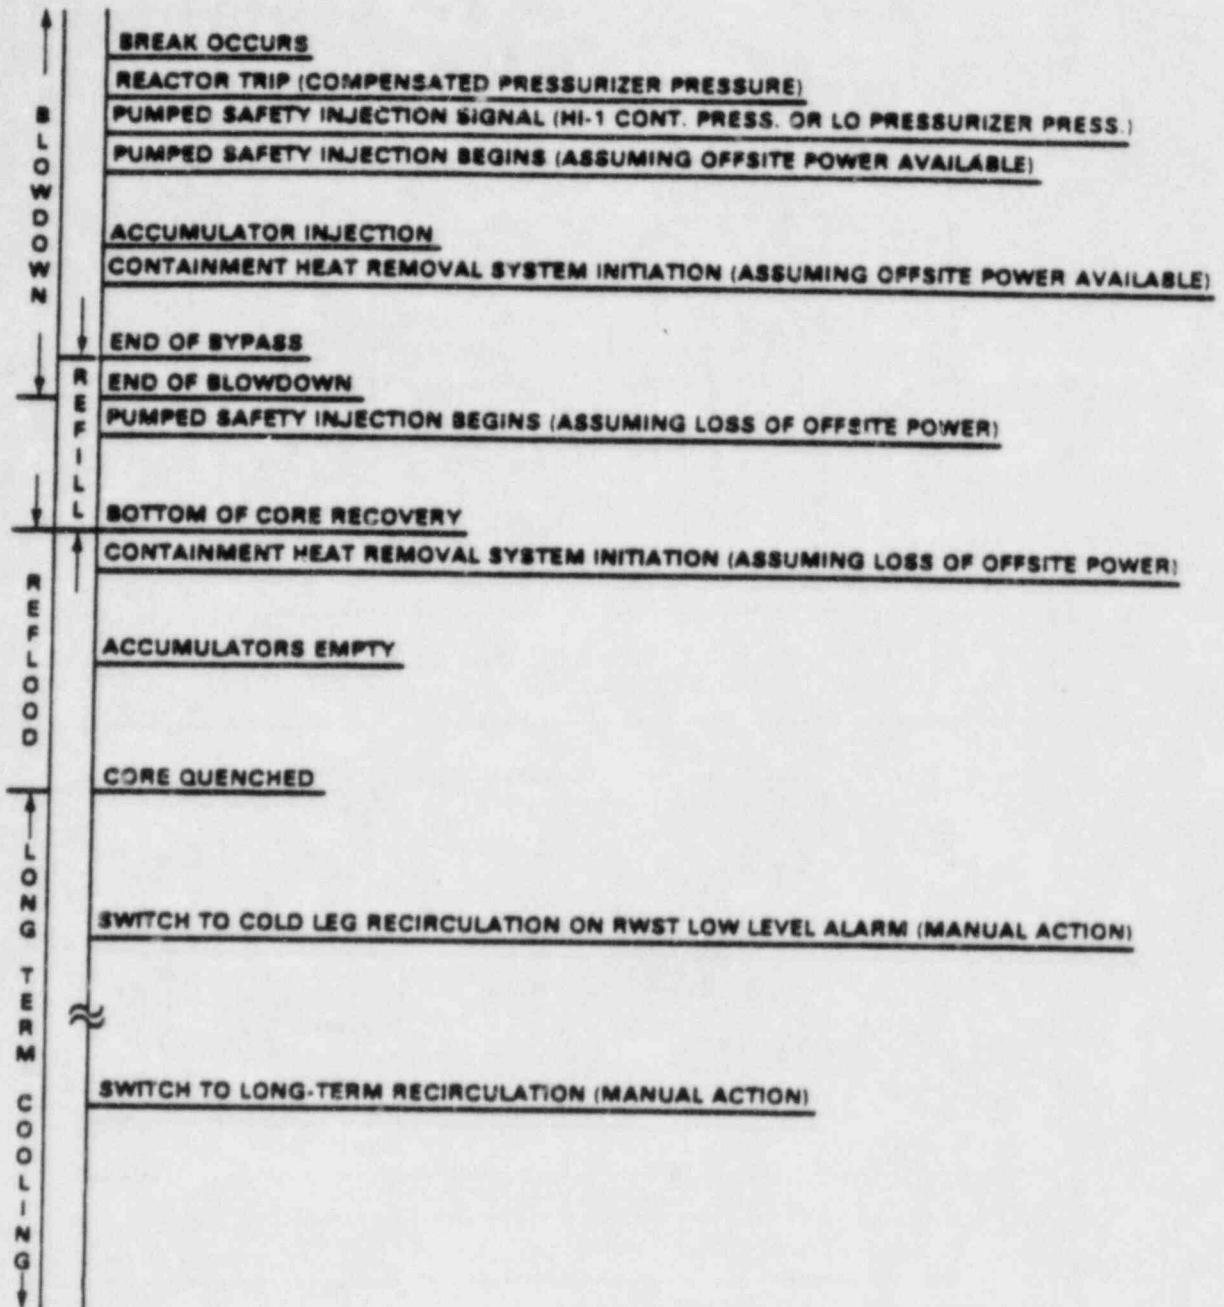 BREAK OCCURS
REACTOR TRIP (COMPENSATED PRESSURIZER PRESSURE)
PUMPED SAFETY INJECTION SIGNAL (HI-1 CONT. PRESS. OR LO PRESSURIZER PRESS.)
PUMPED SAFETY INJECTION BEGINS (ASSUMING OFFSITE POWER AVAILABLE)
ACCUMULATOR INJECTION
CONTAINMENT HEAT REMOVAL SYSTEM INITIATION (ASSUMING OFFSITE POWER AVAILABLE)
BLOWDOWN
END OF BYPASS
END OF BLOWDOWN
PUMPED SAFETY INJECTION BEGINS (ASSUMING LOSS OF OFFSITE POWER)
REFILL
BOTTOM OF CORE RECOVERY
CONTAINMENT HEAT REMOVAL SYSTEM INITIATION (ASSUMING LOSS OF OFFSITE POWER)
ACCUMULATORS EMPTY
REFLOOD
CORE QUENCHED
SWITCH TO COLD LEG RECIRCULATION ON RWST LOW LEVEL ALARM (MANUAL ACTION)
SWITCH TO LONG-TERM RECIRCULATION (MANUAL ACTION)
LONG TERM COOLING